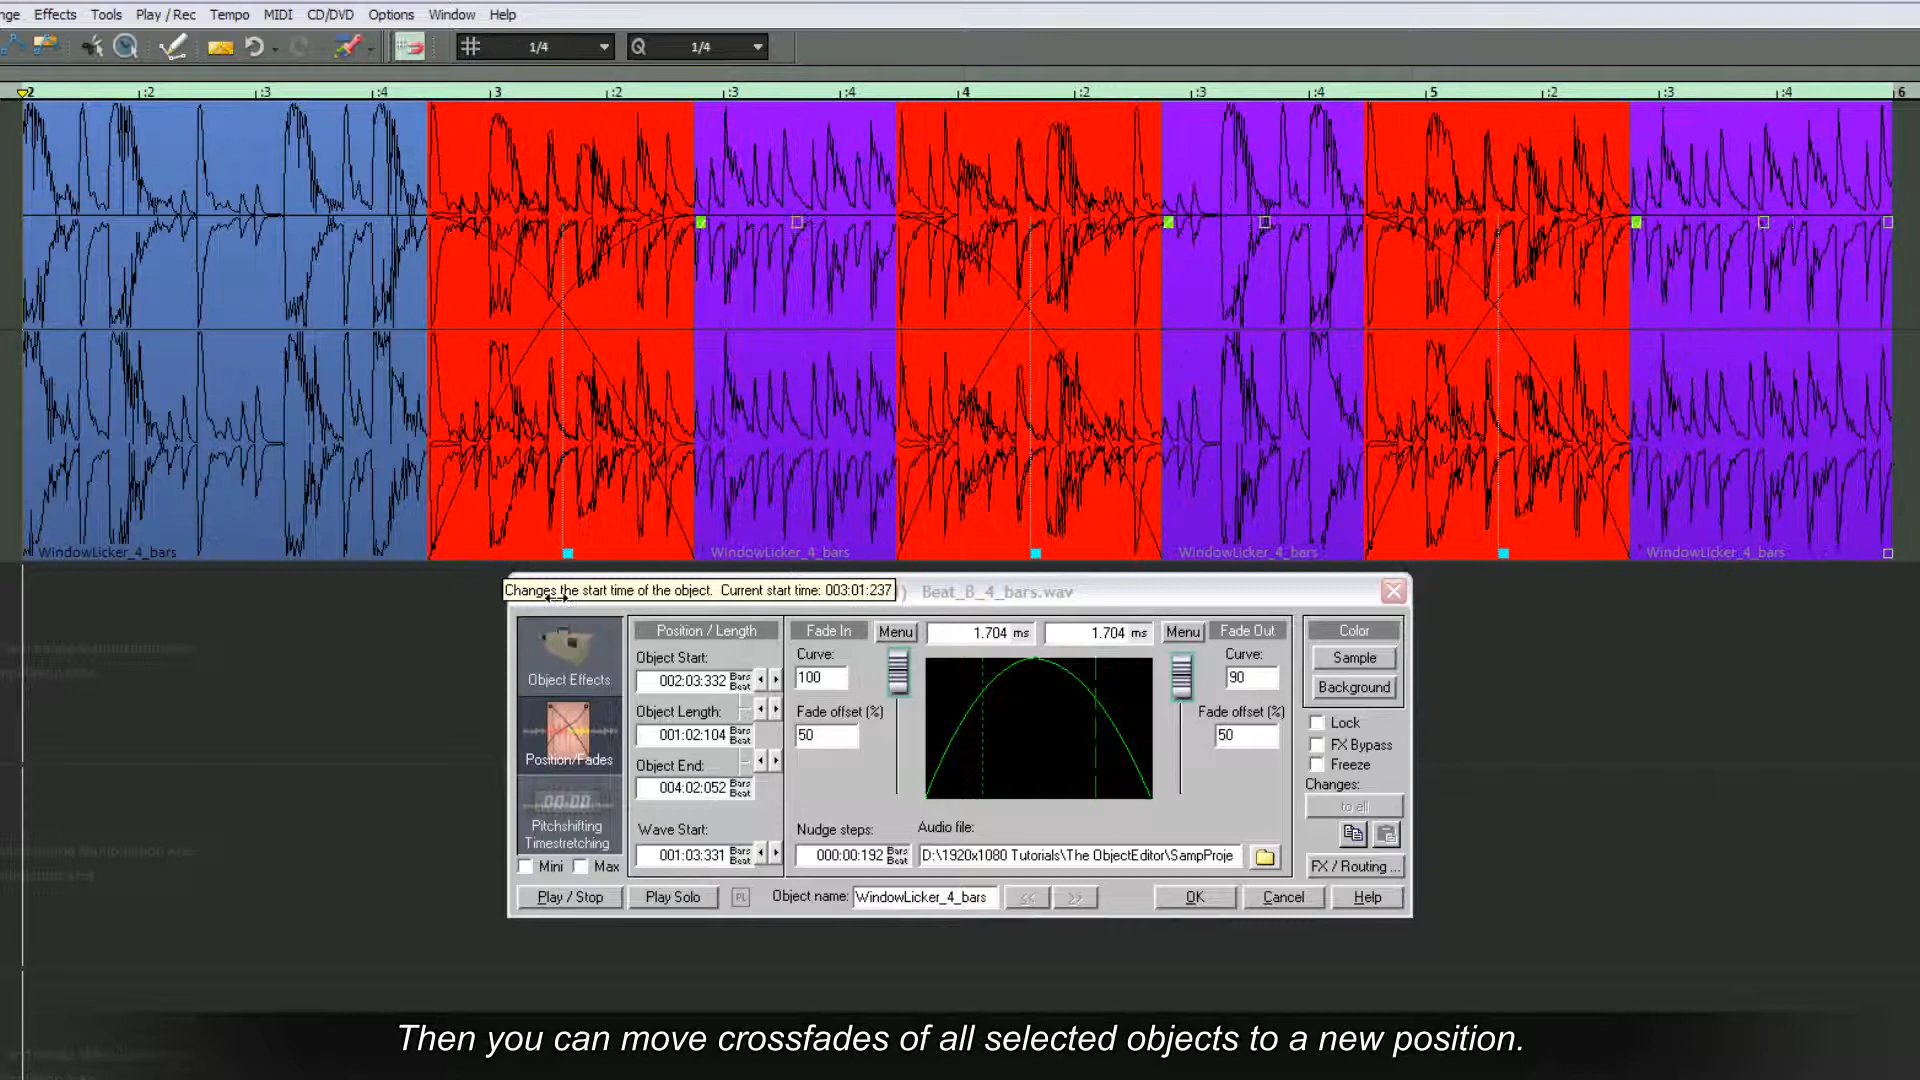 nge Effects Tools Play / Rec Tempo MIDI CD/DVD Options Window Help
1/4 Q 1/4
2 :2 :3 :4 3 :2 :3 :4 4 :2 :3 :4 5 :2 :3 :4 6
WindowLicker_4_bars WindowLicker_4_bars WindowLicker_4_bars WindowLicker_4_bars
Changes the start time of the object. Current start time: 003:01:237 ) Beat_B_4_bars.wav
Position / Length Fade In Menu 1.704 ms 1.704 ms Menu Fade Out Color
Object Start: Curve: Curve: Sample
Object Effects 002:03:332 Bars Beat 100 90 Background
Object Length: Fade offset (%) Fade offset (%) Lock
001:02:104 Bars Beat 50 50 FX Bypass
Position/Fades Object End: Freeze
004:02:052 Bars Beat Changes:
00:00 to all
Pitchshifting Wave Start: Nudge steps: Audio file:
Timestretching 001:03:331 Bars Beat 000:00:192 Bars Beat D:\1920x1080 Tutorials\The ObjectEditor\SampProje
Mini Max FX / Routing ...
Play / Stop Play Solo PL Object name: WindowLicker_4_bars << >> OK Cancel Help
Then you can move crossfades of all selected objects to a new position.